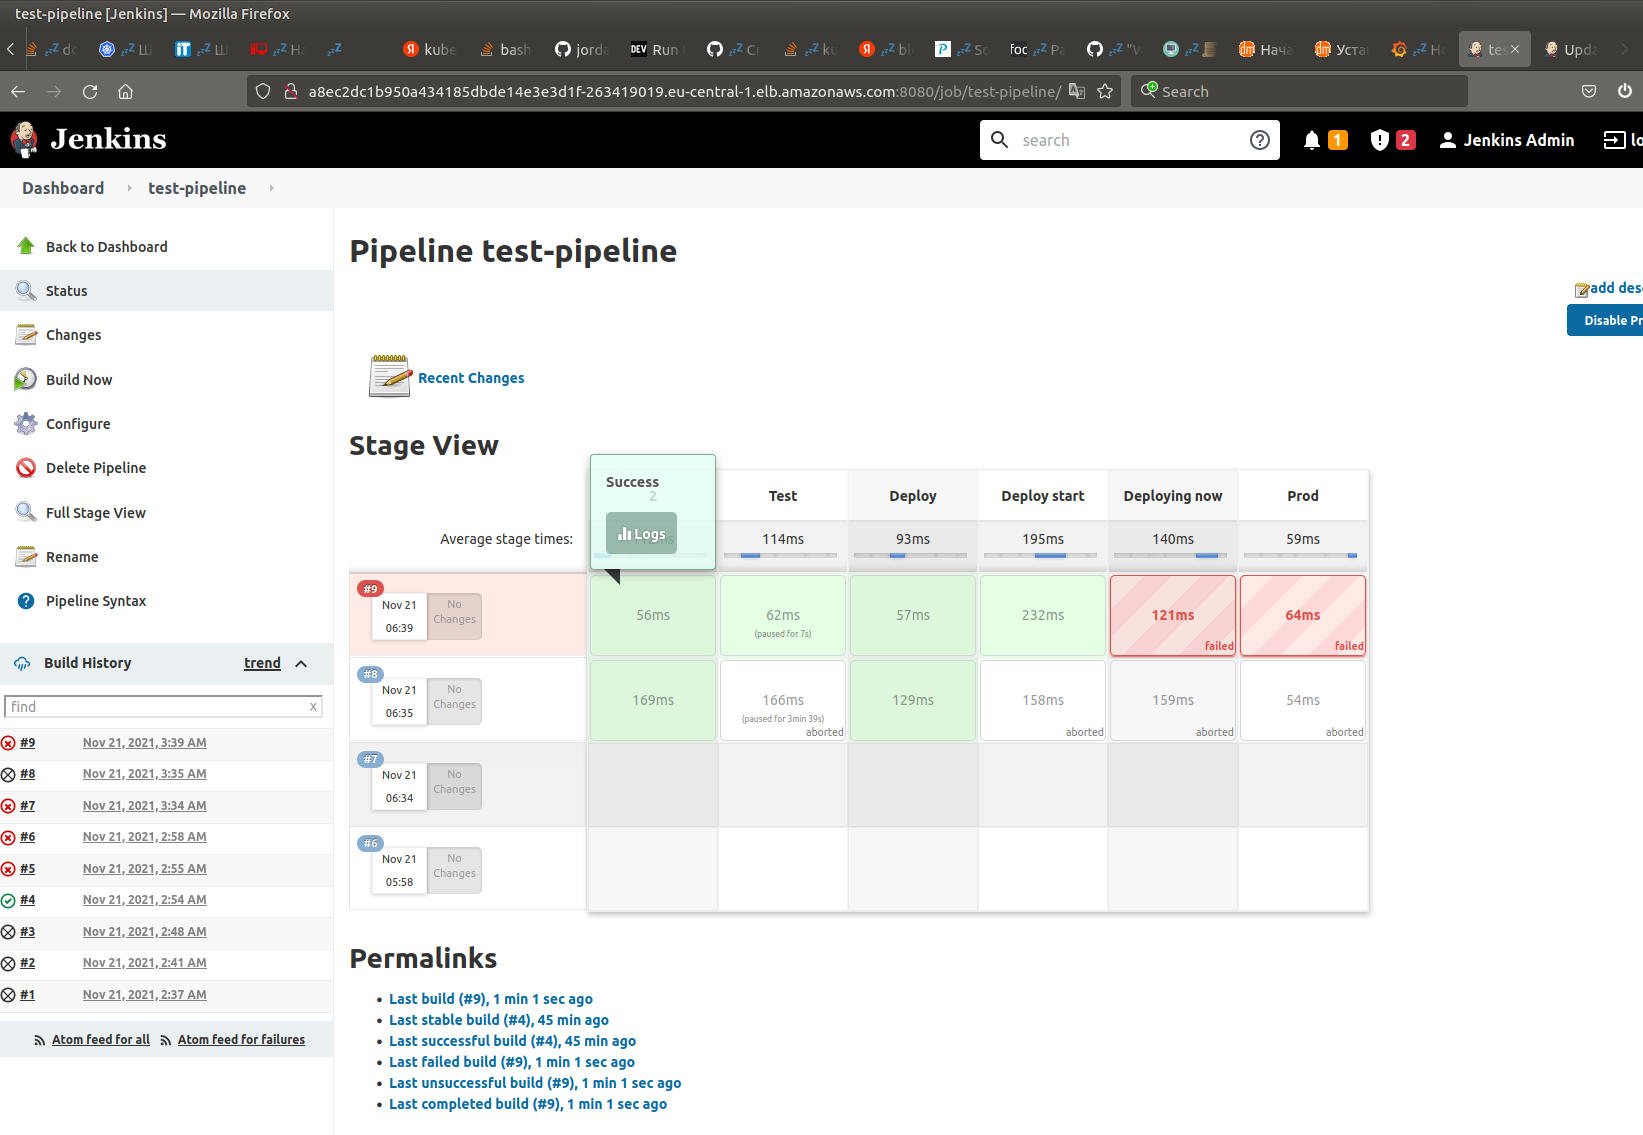 test-pipeline [Jenkins] — Mozilla Firefox
kube
bash
jorda
DEV Run
Нача
Уста
tes
Upda
a8ec2dc1b950a434185dbde14e3e3d1f-263419019.eu-central-1.elb.amazonaws.com:8080/job/test-pipeline/
Search
Jenkins
search
1
2
Jenkins Admin
lo
Dashboard
test-pipeline
Back to Dashboard
Status
Changes
Build Now
Configure
Delete Pipeline
Full Stage View
Rename
Pipeline Syntax
Build History
trend
find
x
#9 Nov 21, 2021, 3:39 AM
#8 Nov 21, 2021, 3:35 AM
#7 Nov 21, 2021, 3:34 AM
#6 Nov 21, 2021, 2:58 AM
#5 Nov 21, 2021, 2:55 AM
#4 Nov 21, 2021, 2:54 AM
#3 Nov 21, 2021, 2:48 AM
#2 Nov 21, 2021, 2:41 AM
#1 Nov 21, 2021, 2:37 AM
Atom feed for all
Atom feed for failures
Pipeline test-pipeline
add des
Disable Pr
Recent Changes
Stage View
Success
2
Logs
Test
Deploy
Deploy start
Deploying now
Prod
Average stage times:
114ms
93ms
195ms
140ms
59ms
#9
Nov 21
06:39
No
Changes
56ms
62ms
(paused for 7s)
57ms
232ms
121ms
failed
64ms
failed
#8
Nov 21
06:35
No
Changes
169ms
166ms
(paused for 3min 39s)
aborted
129ms
158ms
aborted
159ms
aborted
54ms
aborted
#7
Nov 21
06:34
No
Changes
#6
Nov 21
05:58
No
Changes
Permalinks
Last build (#9), 1 min 1 sec ago
Last stable build (#4), 45 min ago
Last successful build (#4), 45 min ago
Last failed build (#9), 1 min 1 sec ago
Last unsuccessful build (#9), 1 min 1 sec ago
Last completed build (#9), 1 min 1 sec ago